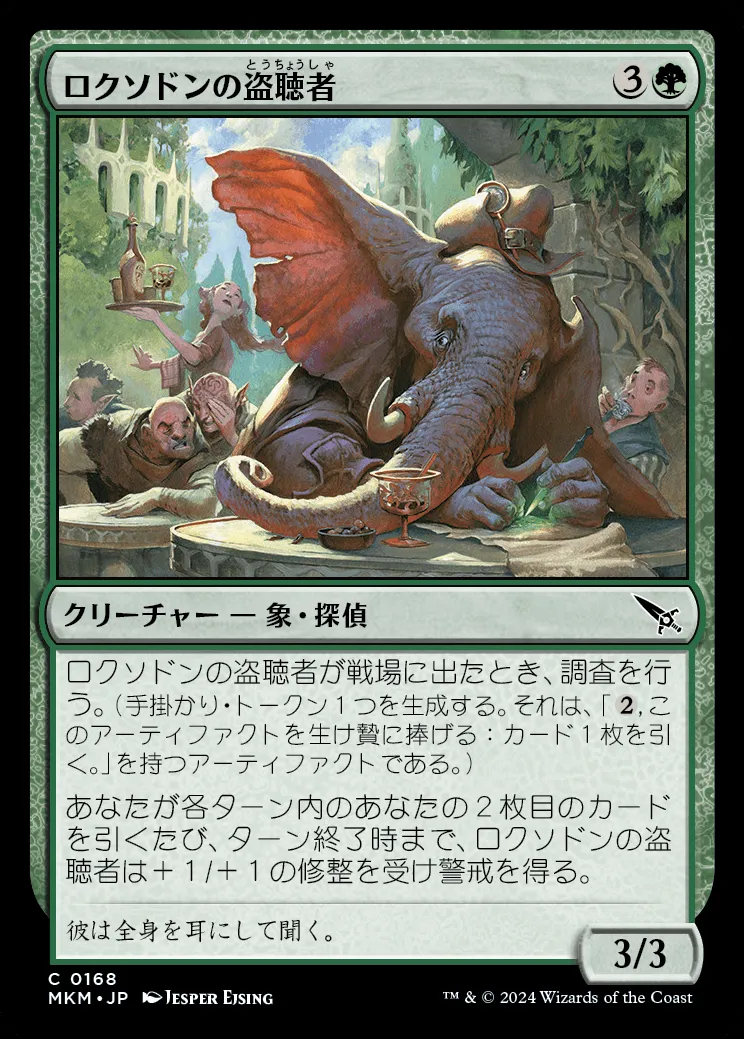 とうちょうしゃ
ロクソドンの盗聴者 3
クリーチャー — 象・探偵
ロクソドンの盗聴者が戦場に出たとき、調査を行
う。（手掛かり・トークン１つを生成する。それは、「2,こ
のアーティファクトを生け贄に捧げる：カード１枚を引
く。」を持つアーティファクトである。）
あなたが各ターン内のあなたの２枚目のカード
を引くたび、ターン終了時まで、ロクソドンの盗
聴者は＋１/＋１の修整を受け警戒を得る。
彼は全身を耳にして聞く。
3/3
C 0168
MKM • JP Jesper Ejsing
™ & © 2024 Wizards of the Coast